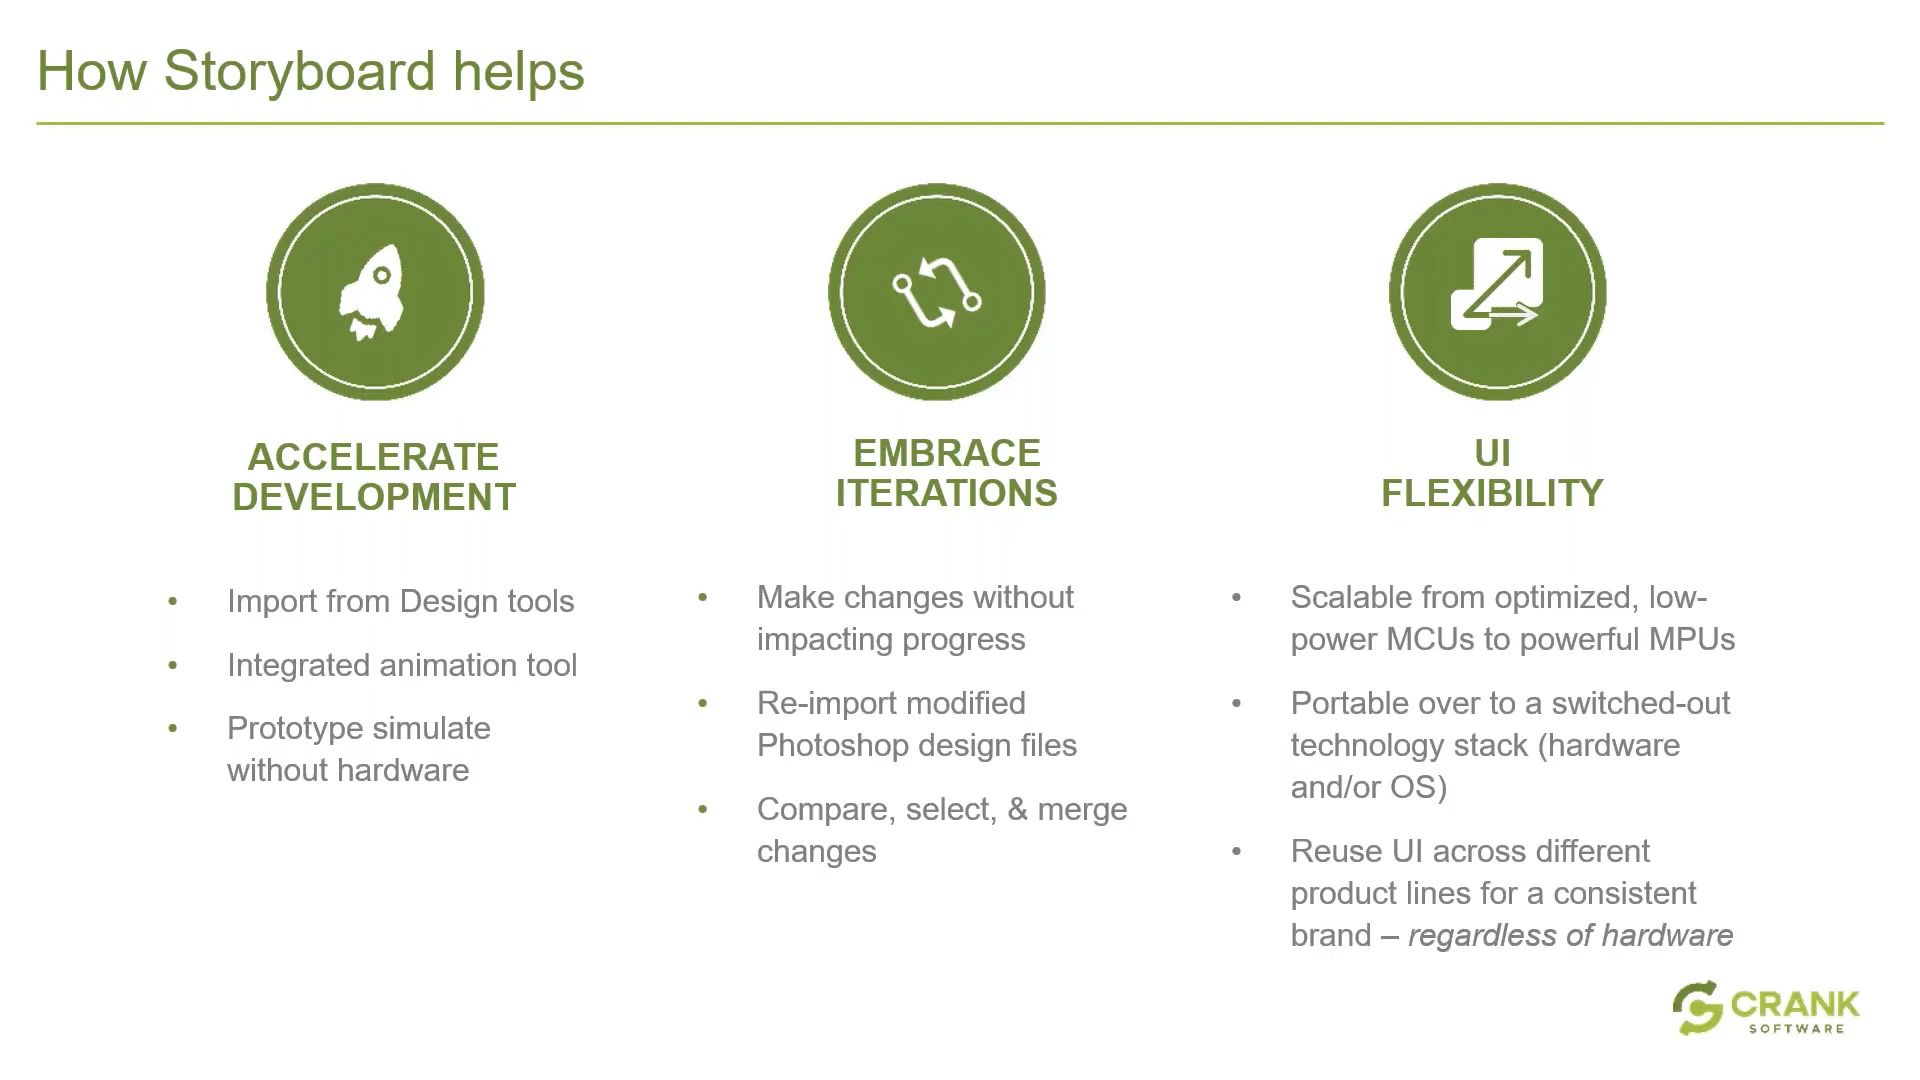 How Storyboard helps
ACCELERATE
DEVELOPMENT
• Import from Design tools
• Integrated animation tool
• Prototype simulate
without hardware
EMBRACE
ITERATIONS
• Make changes without
impacting progress
• Re-import modified
Photoshop design files
• Compare, select, & merge
changes
UI
FLEXIBILITY
• Scalable from optimized, low-
power MCUs to powerful MPUs
• Portable over to a switched-out
technology stack (hardware
and/or OS)
• Reuse UI across different
product lines for a consistent
brand – regardless of hardware
CRANK
SOFTWARE